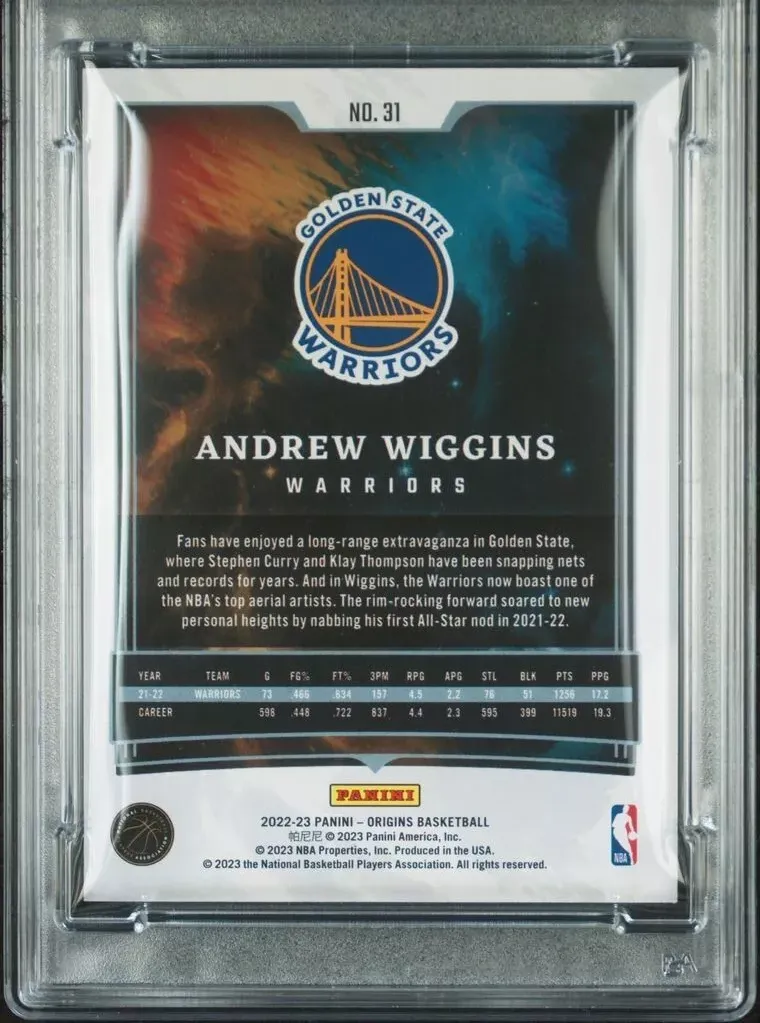 NO. 31
GOLDEN STATE
WARRIORS
ANDREW WIGGINS
WARRIORS
Fans have enjoyed a long-range extravaganza in Golden State,
where Stephen Curry and Klay Thompson have been snapping nets
and records for years. And in Wiggins, the Warriors now boast one of
the NBA's top aerial artists. The rim-rocking forward soared to new
personal heights by nabbing his first All-Star nod in 2021-22.
YEAR TEAM G FG% FT% 3PM RPG APG STL BLK PTS PPG
21-22 WARRIORS 73 .466 .634 157 4.5 2.2 76 51 1256 17.2
CAREER 598 .448 .722 837 4.4 2.3 595 399 11519 19.3
PANINI
2022-23 PANINI – ORIGINS BASKETBALL
帕尼尼 © 2023 Panini America, Inc.
© 2023 NBA Properties, Inc. Produced in the USA.
© 2023 the National Basketball Players Association. All rights reserved.
NBA
PSA